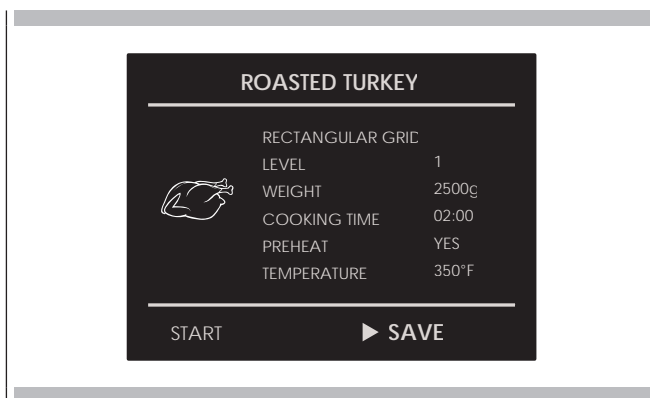 ROASTED TURKEY
RECTANGULAR GRID
LEVEL 1
WEIGHT 2500g
COOKING TIME 02:00
PREHEAT YES
TEMPERATURE 350°F
START ▶ SAVE